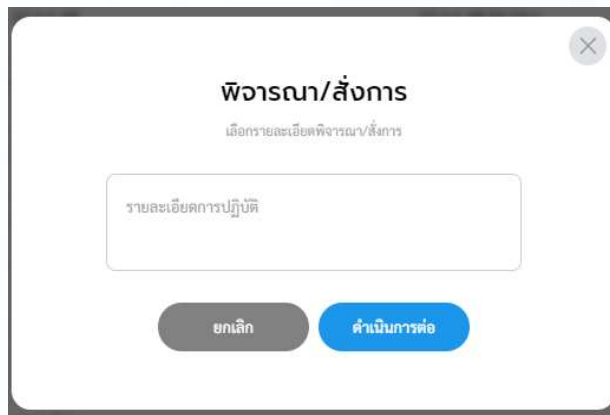 พิจารณา/สั่งการ
เลือกรายละเอียดพิจารณา/สั่งการ
รายละเอียดการปฏิบัติ
ยกเลิก
ดำเนินการต่อ